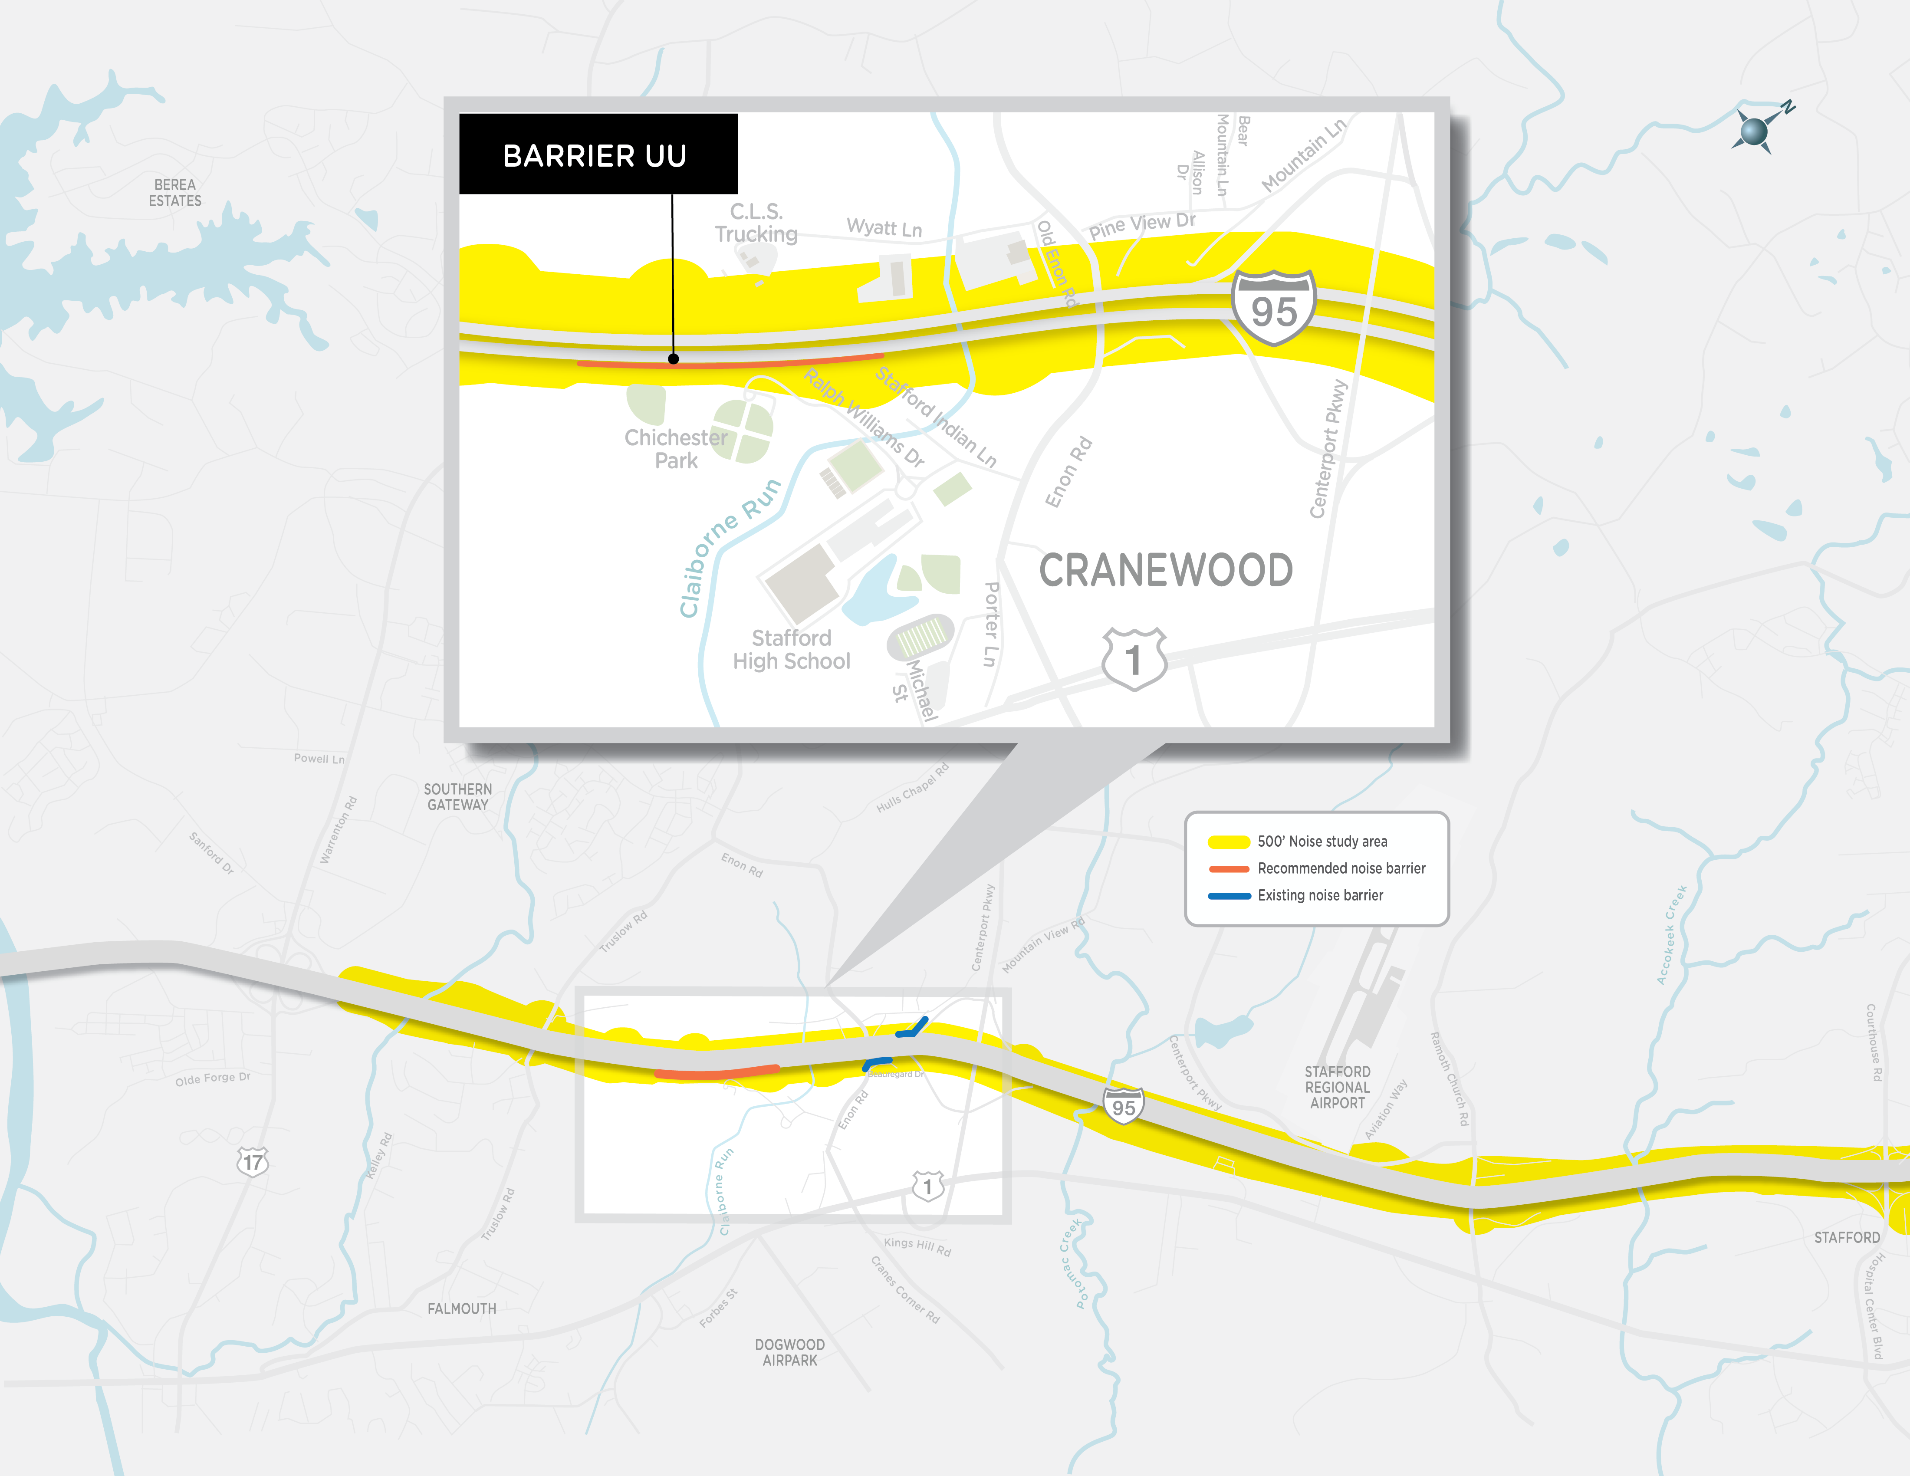 BARRIER UU
N
BEREA
ESTATES
C.L.S.
Trucking
Wyatt Ln
Old Enon Rd
Pine View Dr
Allison
Dr
Bear
Mountain Ln
Mountain Ln
95
Ralph Williams Dr
Stafford Indian Ln
Chichester
Park
Claiborne Run
Enon Rd
Centerport Pkwy
CRANEWOOD
Stafford
High School
Porter Ln
Michael
St
1
Powell Ln
SOUTHERN
GATEWAY
Hulls Chapel Rd
Warrenton Rd
Sanford Dr
Enon Rd
Truslow Rd
Centerport Pkwy
Mountain View Rd
500' Noise study area
Recommended noise barrier
Existing noise barrier
Accokeek Creek
Courthouse Rd
Olde Forge Dr
Kelley Rd
17
Truslow Rd
Beauregard Dr
Enon Rd
Claiborne Run
1
95
Centerport Pkwy
STAFFORD
REGIONAL
AIRPORT
Aviation Way
Ramoth Church Rd
Potomac Creek
Kings Hill Rd
Cranes Corner Rd
Forbes St
FALMOUTH
DOGWOOD
AIRPARK
STAFFORD
Hospital Center Blvd